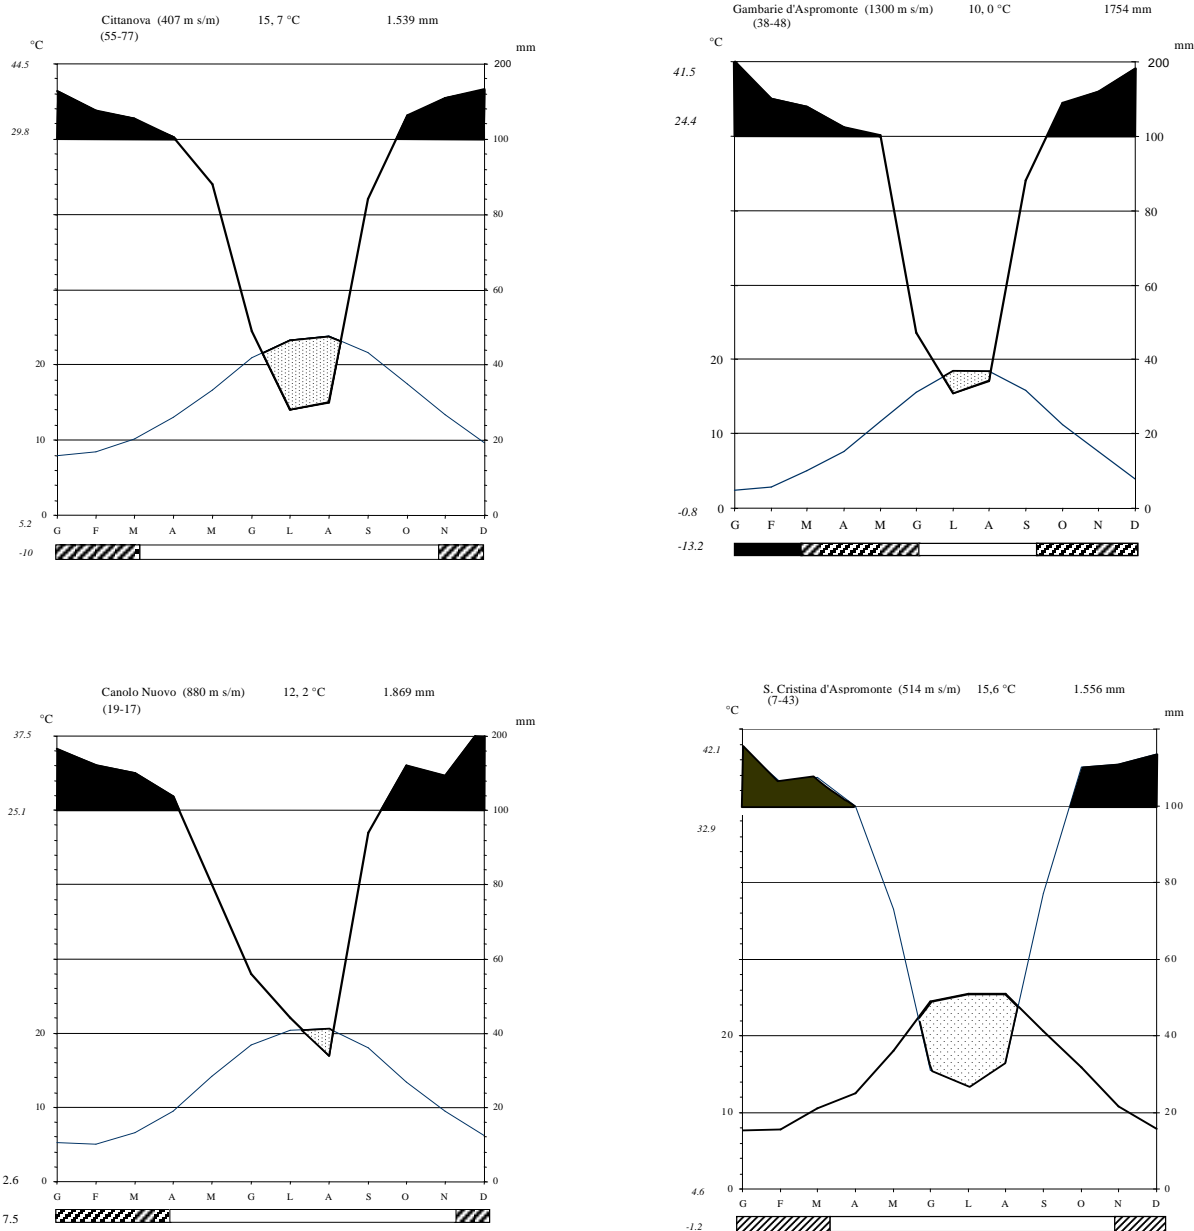 Cittanova (407 m s/m) 15, 7 °C 1.539 mm
(55-77)
°C mm
44.5 200
29.8 100
80
60
20 40
10 20
5.2 0 0
G F M A M G L A S O N D
-10
Gambarie d'Aspromonte (1300 m s/m) 10, 0 °C 1754 mm
(38-48)
°C mm
41.5 200
24.4 100
80
60
20 40
10 20
-0.8 0 0
G F M A M G L A S O N D
-13.2
Canolo Nuovo (880 m s/m) 12, 2 °C 1.869 mm
(19-17)
°C mm
37.5 200
25.1 100
80
60
20 40
10 20
2.6 0
G F M A M G L A S O N D
7.5
S. Cristina d'Aspromonte (514 m s/m) 15,6 °C 1.556 mm
(7-43)
°C mm
42.1
100
32.9
80
60
20 40
10 20
4.6 0 0
G F M A M G L A S O N D
-1.2